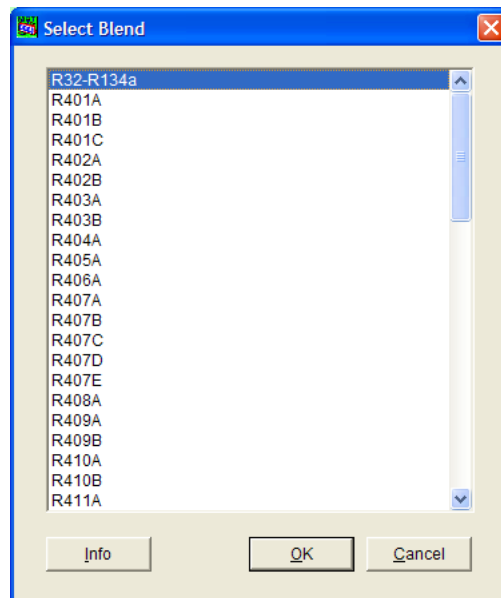 Select Blend
R32-R134a
R401A
R401B
R401C
R402A
R402B
R403A
R403B
R404A
R405A
R406A
R407A
R407B
R407C
R407D
R407E
R408A
R409A
R409B
R410A
R410B
R411A
Info OK Cancel